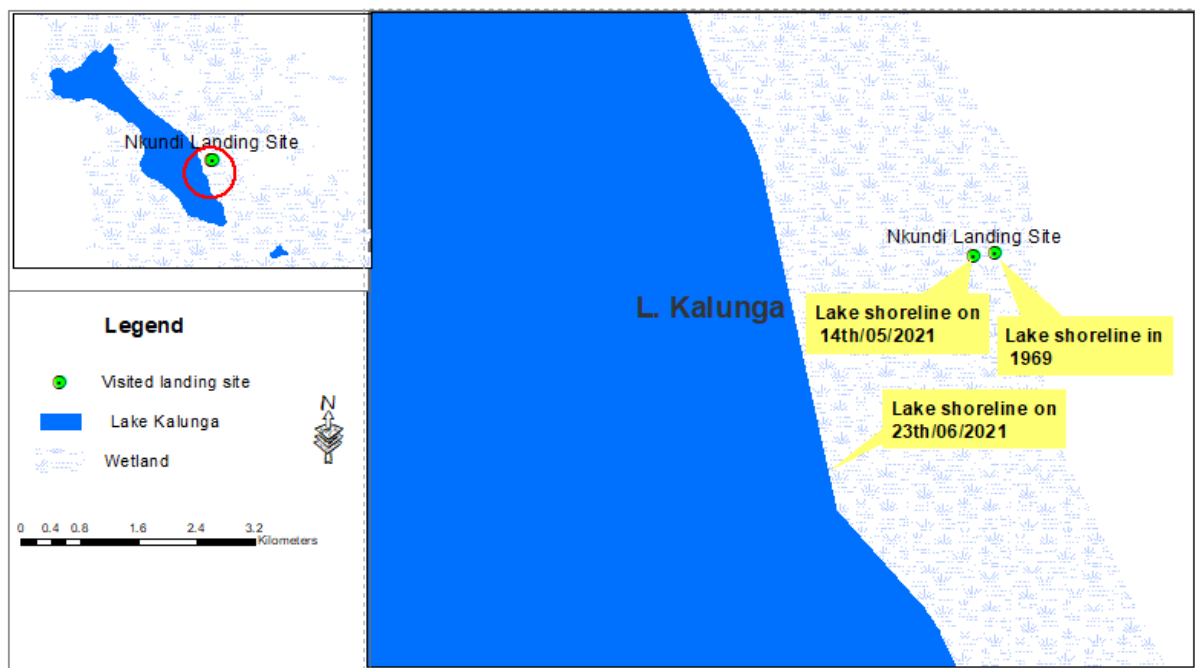 Nkundi Landing Site
Legend
Visited landing site
Lake Kalunga
Wetland
N
0 0.4 0.8 1.6 2.4 3.2
Kilometers
L. Kalunga
Nkundi Landing Site
Lake shoreline on
14th/05/2021
Lake shoreline in
1969
Lake shoreline on
23th/06/2021